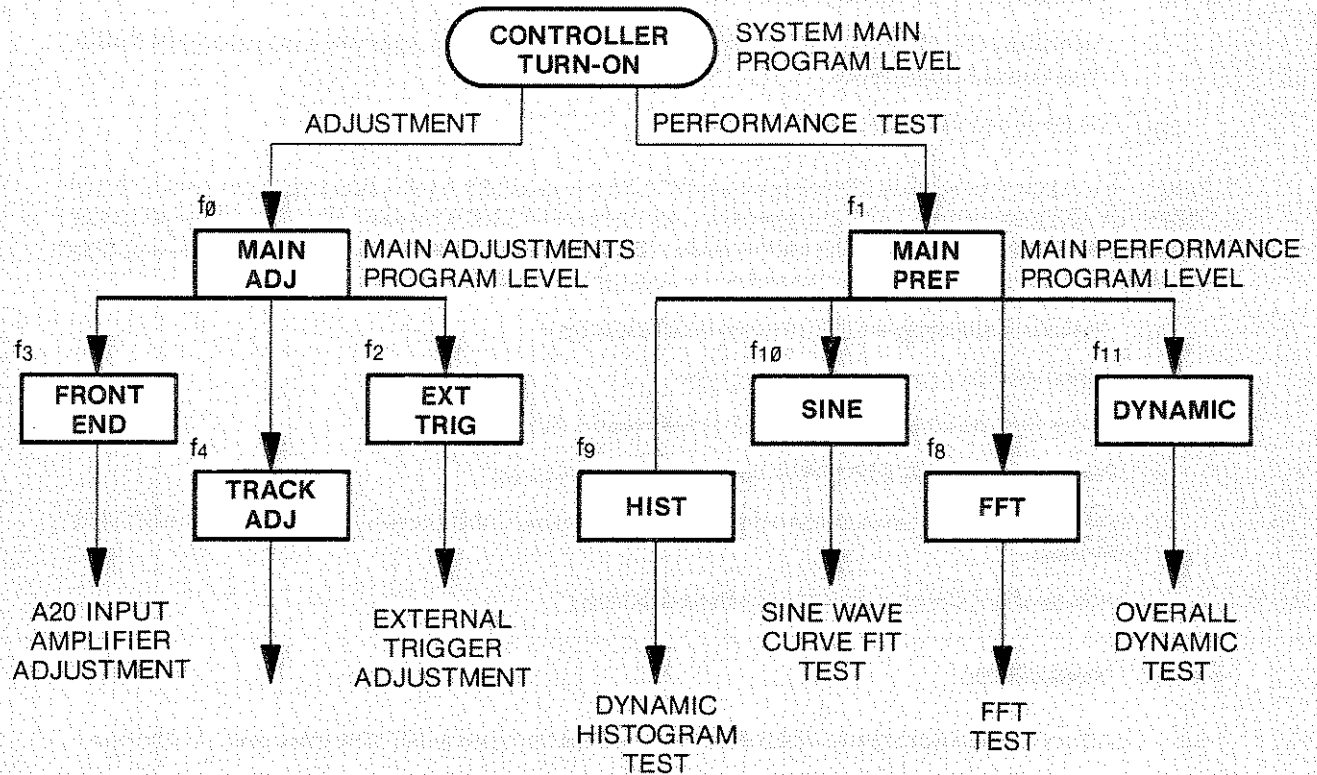 CONTROLLER
TURN-ON
SYSTEM MAIN
PROGRAM LEVEL
ADJUSTMENT
PERFORMANCE TEST
fø
MAIN
ADJ
MAIN ADJUSTMENTS
PROGRAM LEVEL
f1
MAIN
PREF
MAIN PERFORMANCE
PROGRAM LEVEL
f3
FRONT
END
f2
EXT
TRIG
f4
TRACK
ADJ
f10
SINE
f11
DYNAMIC
f9
HIST
f8
FFT
A20 INPUT
AMPLIFIER
ADJUSTMENT
EXTERNAL
TRIGGER
ADJUSTMENT
DYNAMIC
HISTOGRAM
TEST
SINE WAVE
CURVE FIT
TEST
FFT
TEST
OVERALL
DYNAMIC
TEST